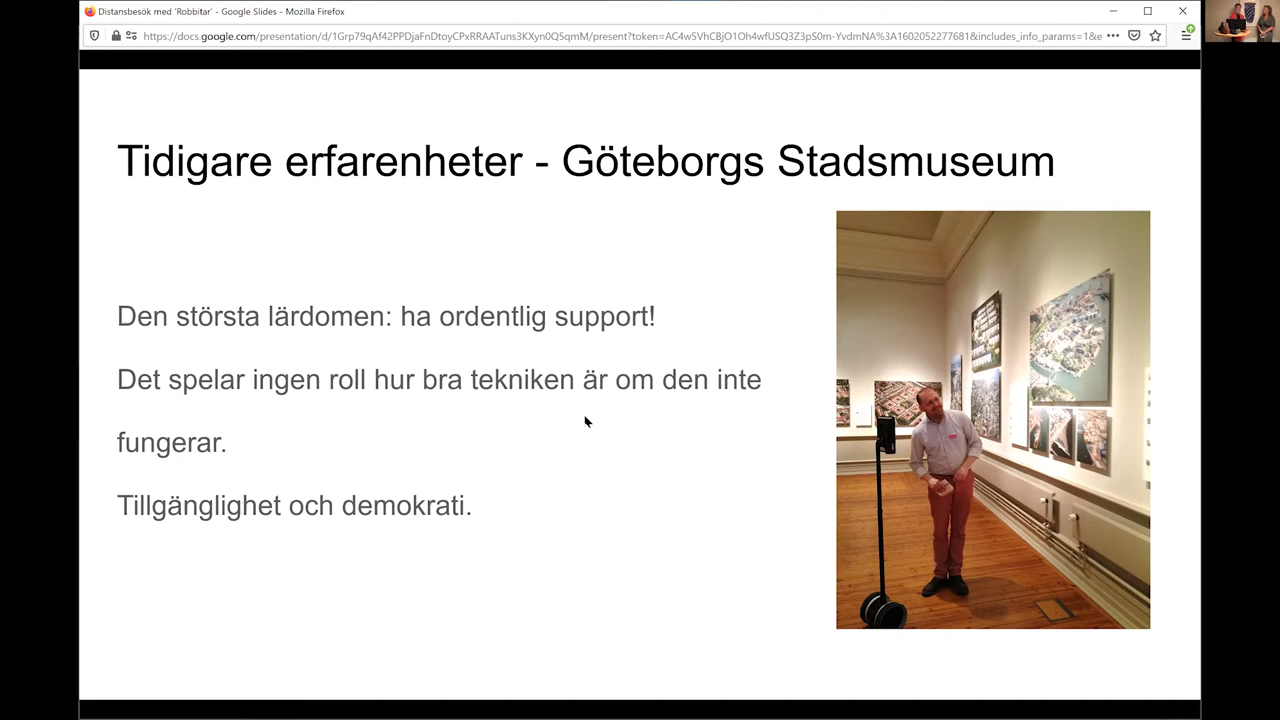 Distansbesök med 'Robbitar' - Google Slides - Mozilla Firefox
https://docs.google.com/presentation/d/1Grp79qAf42PPDjaFnDtoyCPxRRAATuns3KXyn0Q5qmM/present?token=AC4w5VhCBjO1Oh4wfUSQ3Z3pS0m-YvdmNA%3A1602052277681&includes_info_params=1&e
Tidigare erfarenheter - Göteborgs Stadsmuseum
Den största lärdomen: ha ordentlig support!
Det spelar ingen roll hur bra tekniken är om den inte
fungerar.
Tillgänglighet och demokrati.